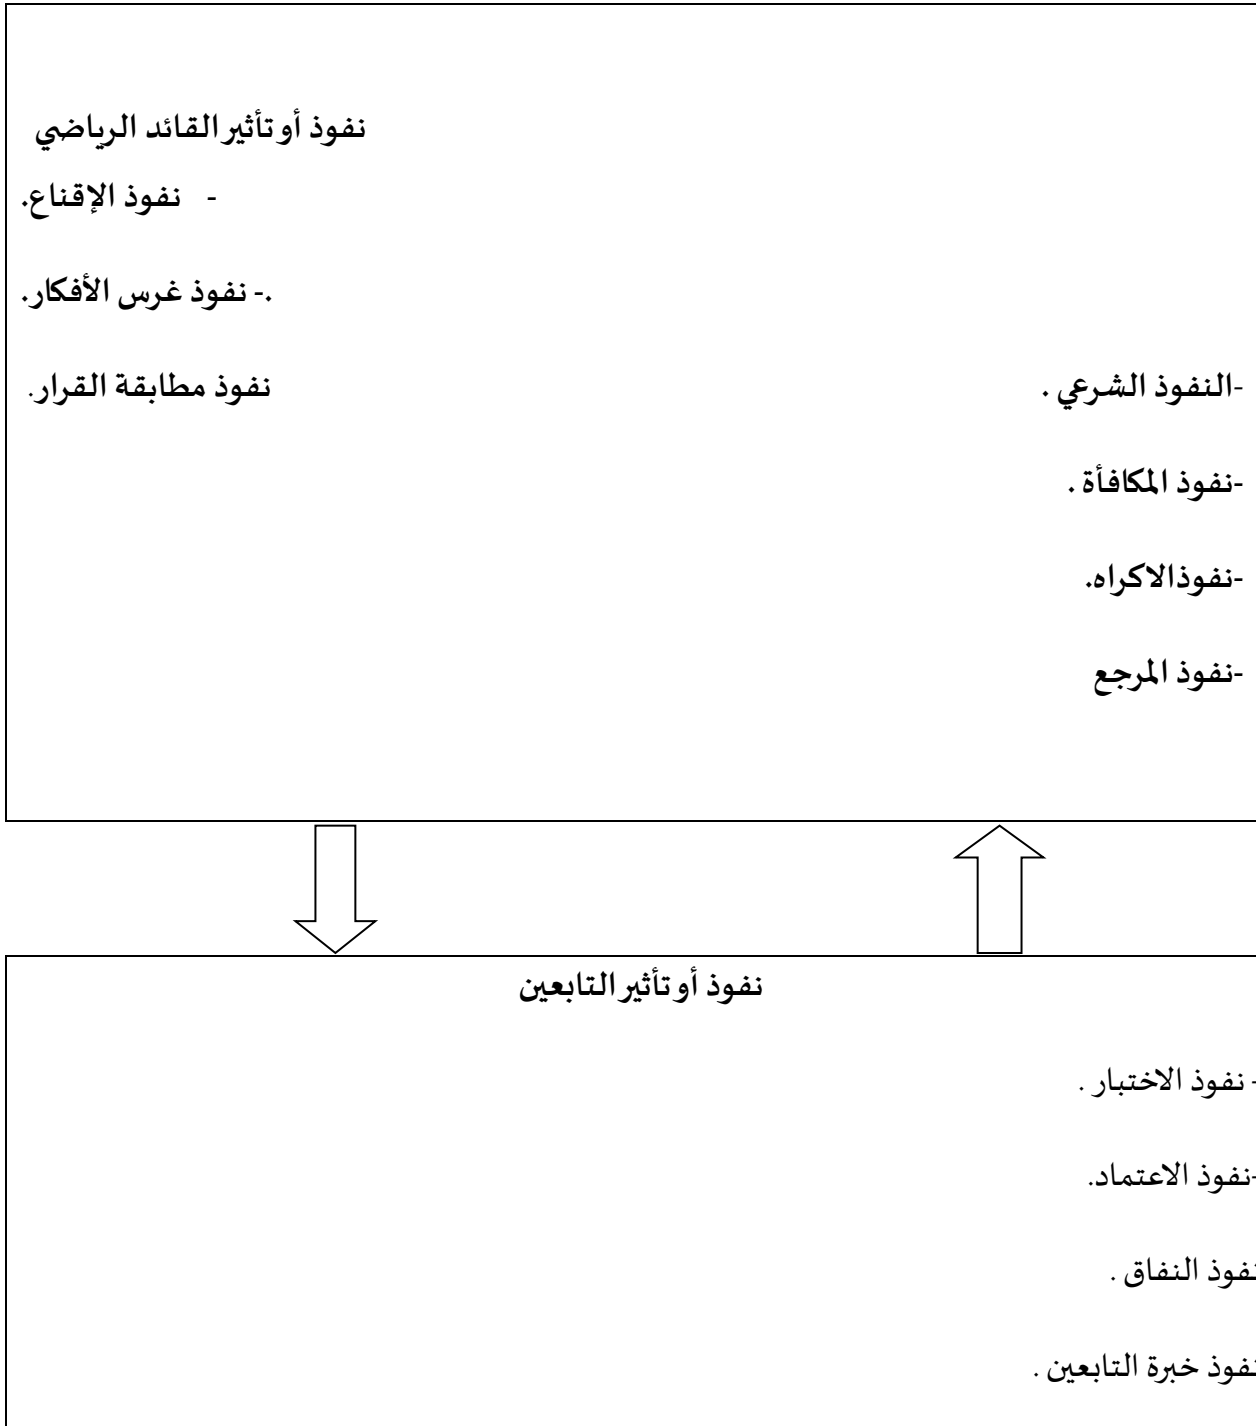 نفوذ أو تأثير القائد الرياضي
- نفوذ الإقناع.
.- نفوذ غرس الأفكار.
-النفوذ الشرعي .
نفوذ مطابقة القرار.
-نفوذ المكافأة .
-نفوذالاكراه.
-نفوذ المرجع
نفوذ أو تأثير التابعين
- نفوذ الاختبار .
-نفوذ الاعتماد.
نفوذ النفاق .
نفوذ خبرة التابعين .